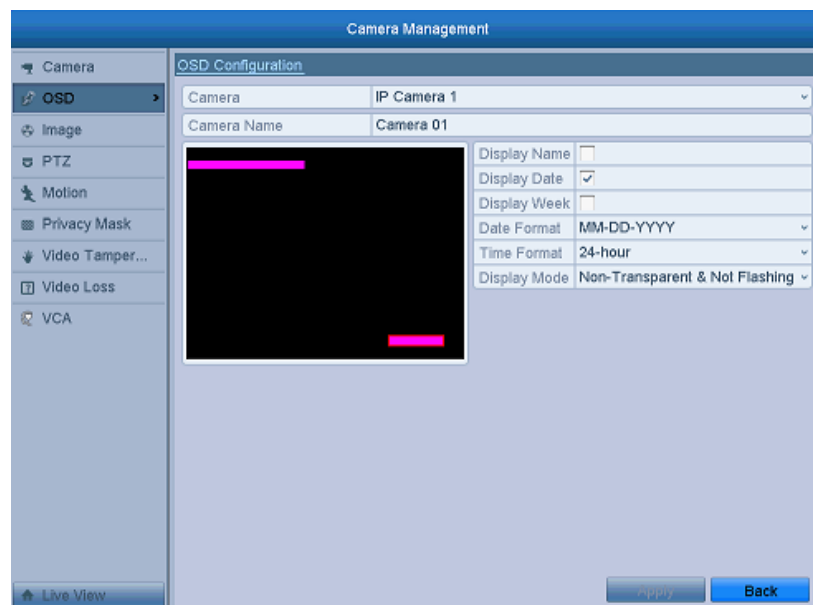 Camera Management
Camera
OSD
Image
PTZ
Motion
Privacy Mask
Video Tamper...
Video Loss
VCA
Live View
OSD Configuration
Camera IP Camera 1
Camera Name Camera 01
Display Name
Display Date
Display Week
Date Format MM-DD-YYYY
Time Format 24-hour
Display Mode Non-Transparent & Not Flashing
Apply Back